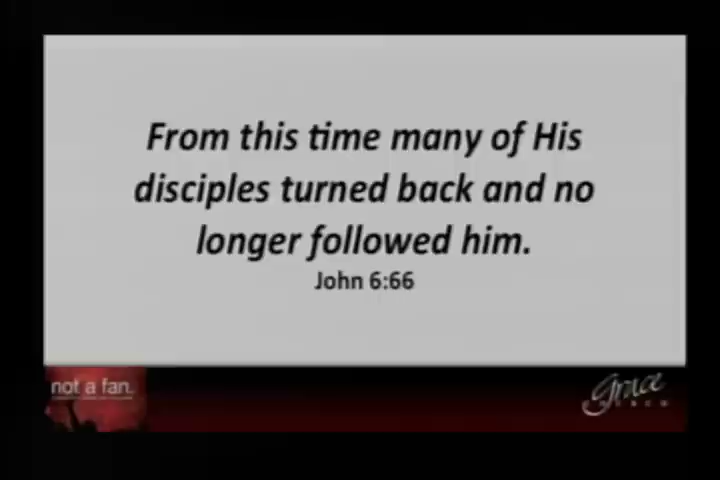 From this time many of His
disciples turned back and no
longer followed him.
John 6:66
not a fan.
Grace
CHURCH